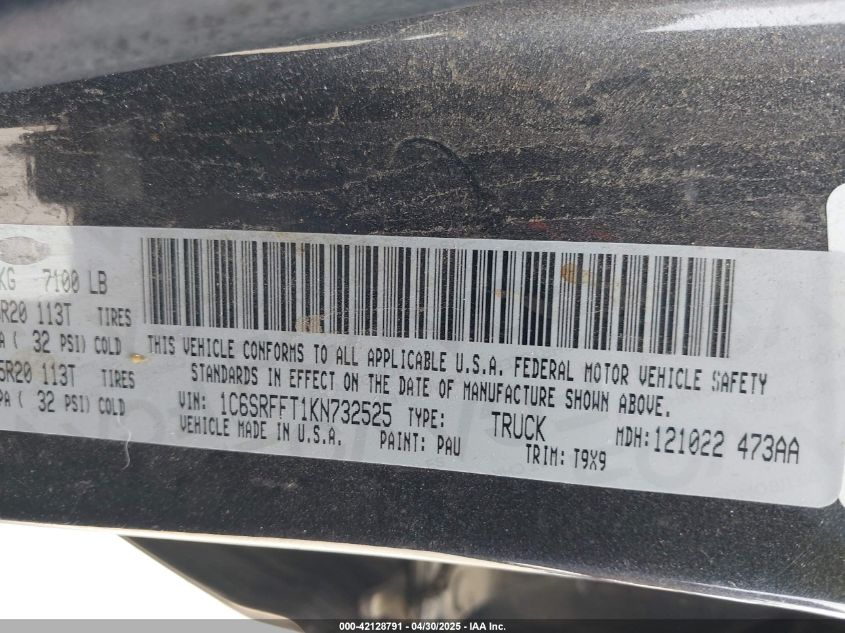 KG 7100 LB
R20 113T TIRES
( 32 PSI) COLD
5R20 113T TIRES
PA ( 32 PSI) COLD
THIS VEHICLE CONFORMS TO ALL APPLICABLE U.S.A. FEDERAL MOTOR VEHICLE SAFETY
STANDARDS IN EFFECT ON THE DATE OF MANUFACTURE SHOWN ABOVE.
VIN: 1C6SRFFT1KN732525 TYPE: TRUCK MDH: 121022 473AA
VEHICLE MADE IN U.S.A. PAINT: PAU TRIM: T9X9
000-42128791 - 04/30/2025 - IAA Inc.